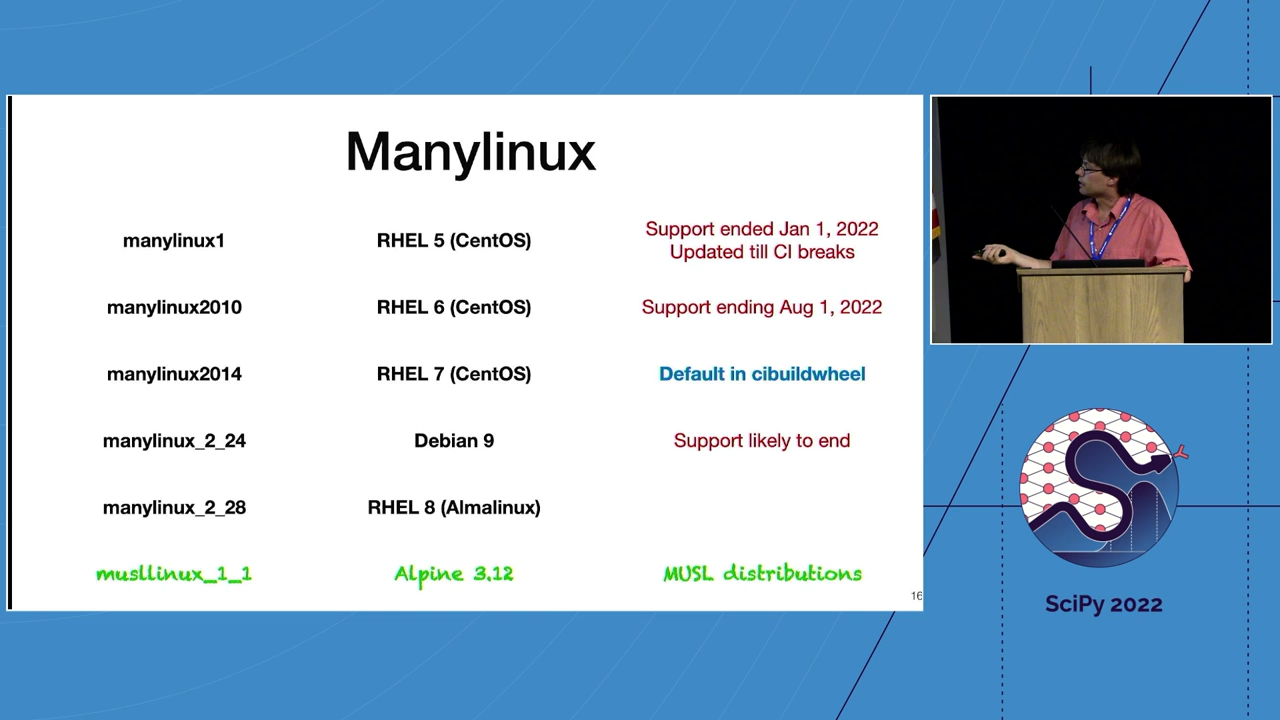 Manylinux
manylinux1 RHEL 5 (CentOS) Support ended Jan 1, 2022
Updated till CI breaks
manylinux2010 RHEL 6 (CentOS) Support ending Aug 1, 2022
manylinux2014 RHEL 7 (CentOS) Default in cibuildwheel
manylinux_2_24 Debian 9 Support likely to end
manylinux_2_28 RHEL 8 (Almalinux)
musllinux_1_1 Alpine 3.12 MUSL distributions
16
SciPy 2022